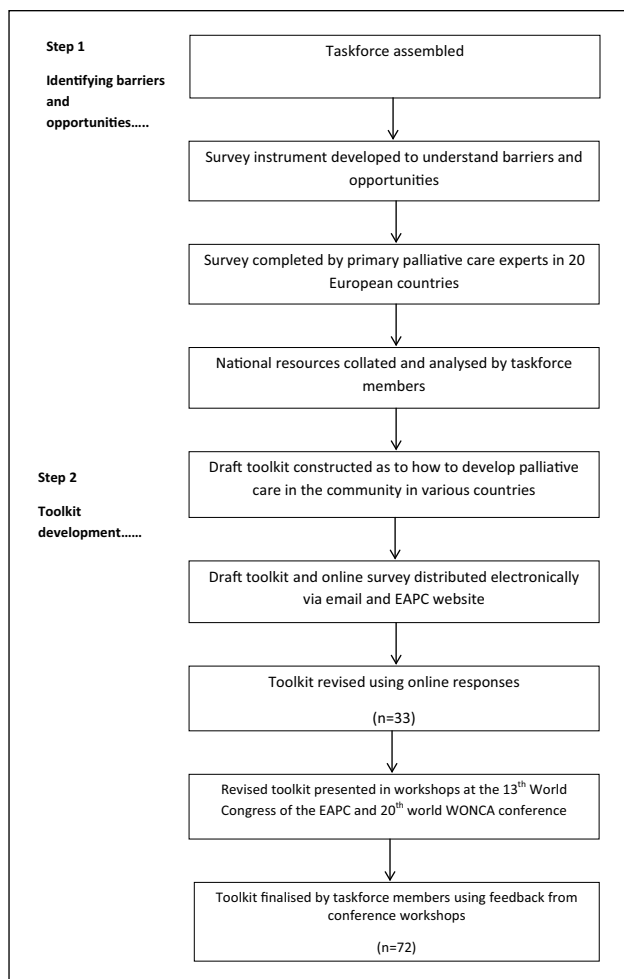 Step 1
Identifying barriers
and
opportunities.....
Taskforce assembled
Survey instrument developed to understand barriers and
opportunities
Survey completed by primary palliative care experts in 20
European countries
National resources collated and analysed by taskforce
members
Step 2
Toolkit
development......
Draft toolkit constructed as to how to develop palliative
care in the community in various countries
Draft toolkit and online survey distributed electronically
via email and EAPC website
Toolkit revised using online responses
(n=33)
Revised toolkit presented in workshops at the 13th World
Congress of the EAPC and 20th world WONCA conference
Toolkit finalised by taskforce members using feedback from
conference workshops
(n=72)